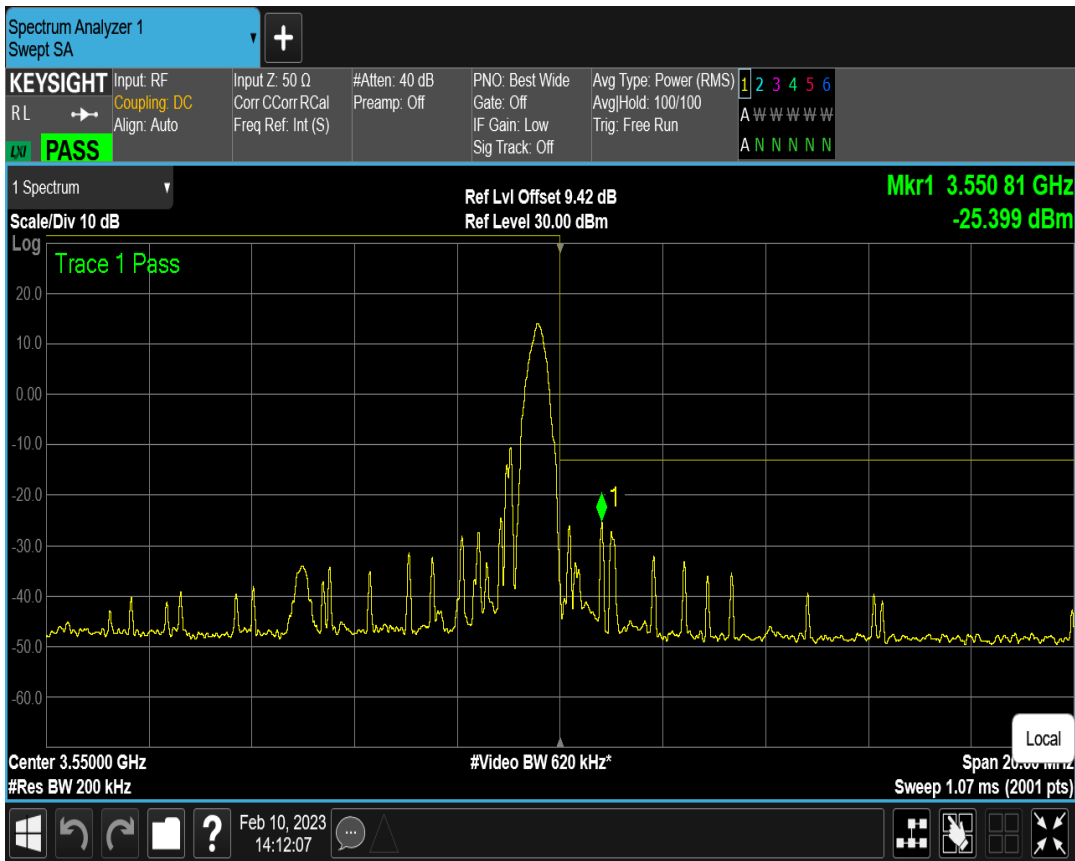 Spectrum Analyzer 1
Swept SA
+
KEYSIGHT
RL
LXI PASS
Input: RF
Coupling: DC
Align: Auto
Input Z: 50 Ω
Corr CCorr RCal
Freq Ref: Int (S)
#Atten: 40 dB
Preamp: Off
PNO: Best Wide
Gate: Off
IF Gain: Low
Sig Track: Off
Avg Type: Power (RMS)
Avg|Hold: 100/100
Trig: Free Run
1 2 3 4 5 6
A W W W W W
A N N N N N
1 Spectrum
Scale/Div 10 dB
Ref Lvl Offset 9.42 dB
Ref Level 30.00 dBm
Mkr1 3.550 81 GHz
-25.399 dBm
Log
Trace 1 Pass
20.0
10.0
0.00
-10.0
-20.0
1
-30.0
-40.0
-50.0
-60.0
Local
Center 3.55000 GHz
#Video BW 620 kHz*
Span 20.00 MHz
#Res BW 200 kHz
Sweep 1.07 ms (2001 pts)
?
Feb 10, 2023
14:12:07